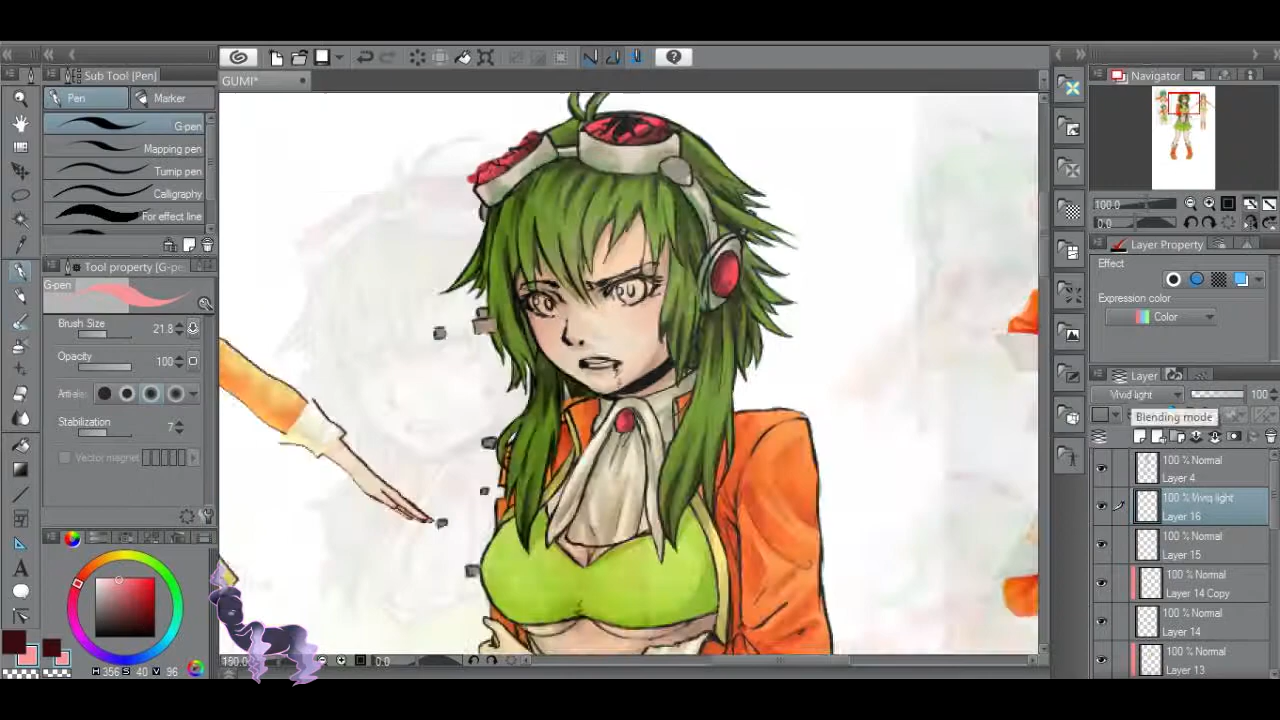 Sub Tool [Pen]
Pen
Marker
G-pen
Mapping pen
Turnip pen
Calligraphy
For effect line
Tool property [G-pe
G-pen
Brush Size
21.8
Opacity
100
Anti-alia
Stabilization
7
Vector magnet
H 356 S 40 V 96
GUMI*
150.0
0.0
Navigator
100.0
0.0
Layer Property
Effect
Expression color
Color
Layer
Vivid light
100
Blending mode
100 % Normal
Layer 4
100 % Vivid light
Layer 16
100 % Normal
Layer 15
100 % Normal
Layer 14 Copy
100 % Normal
Layer 14
100 % Normal
Layer 13